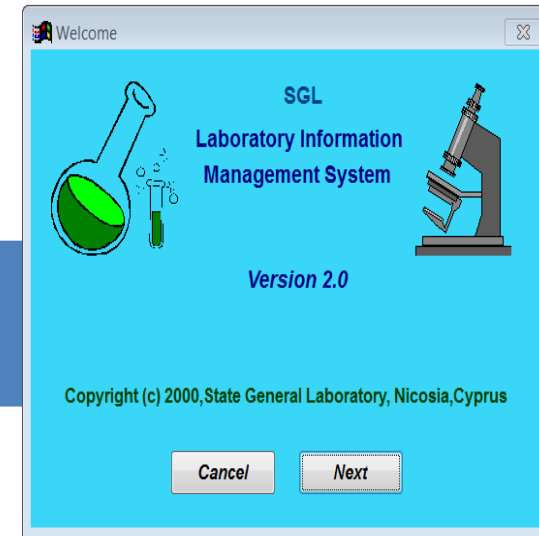 Welcome
SGL
Laboratory Information
Management System
Version 2.0
Copyright (c) 2000,State General Laboratory, Nicosia,Cyprus
Cancel
Next